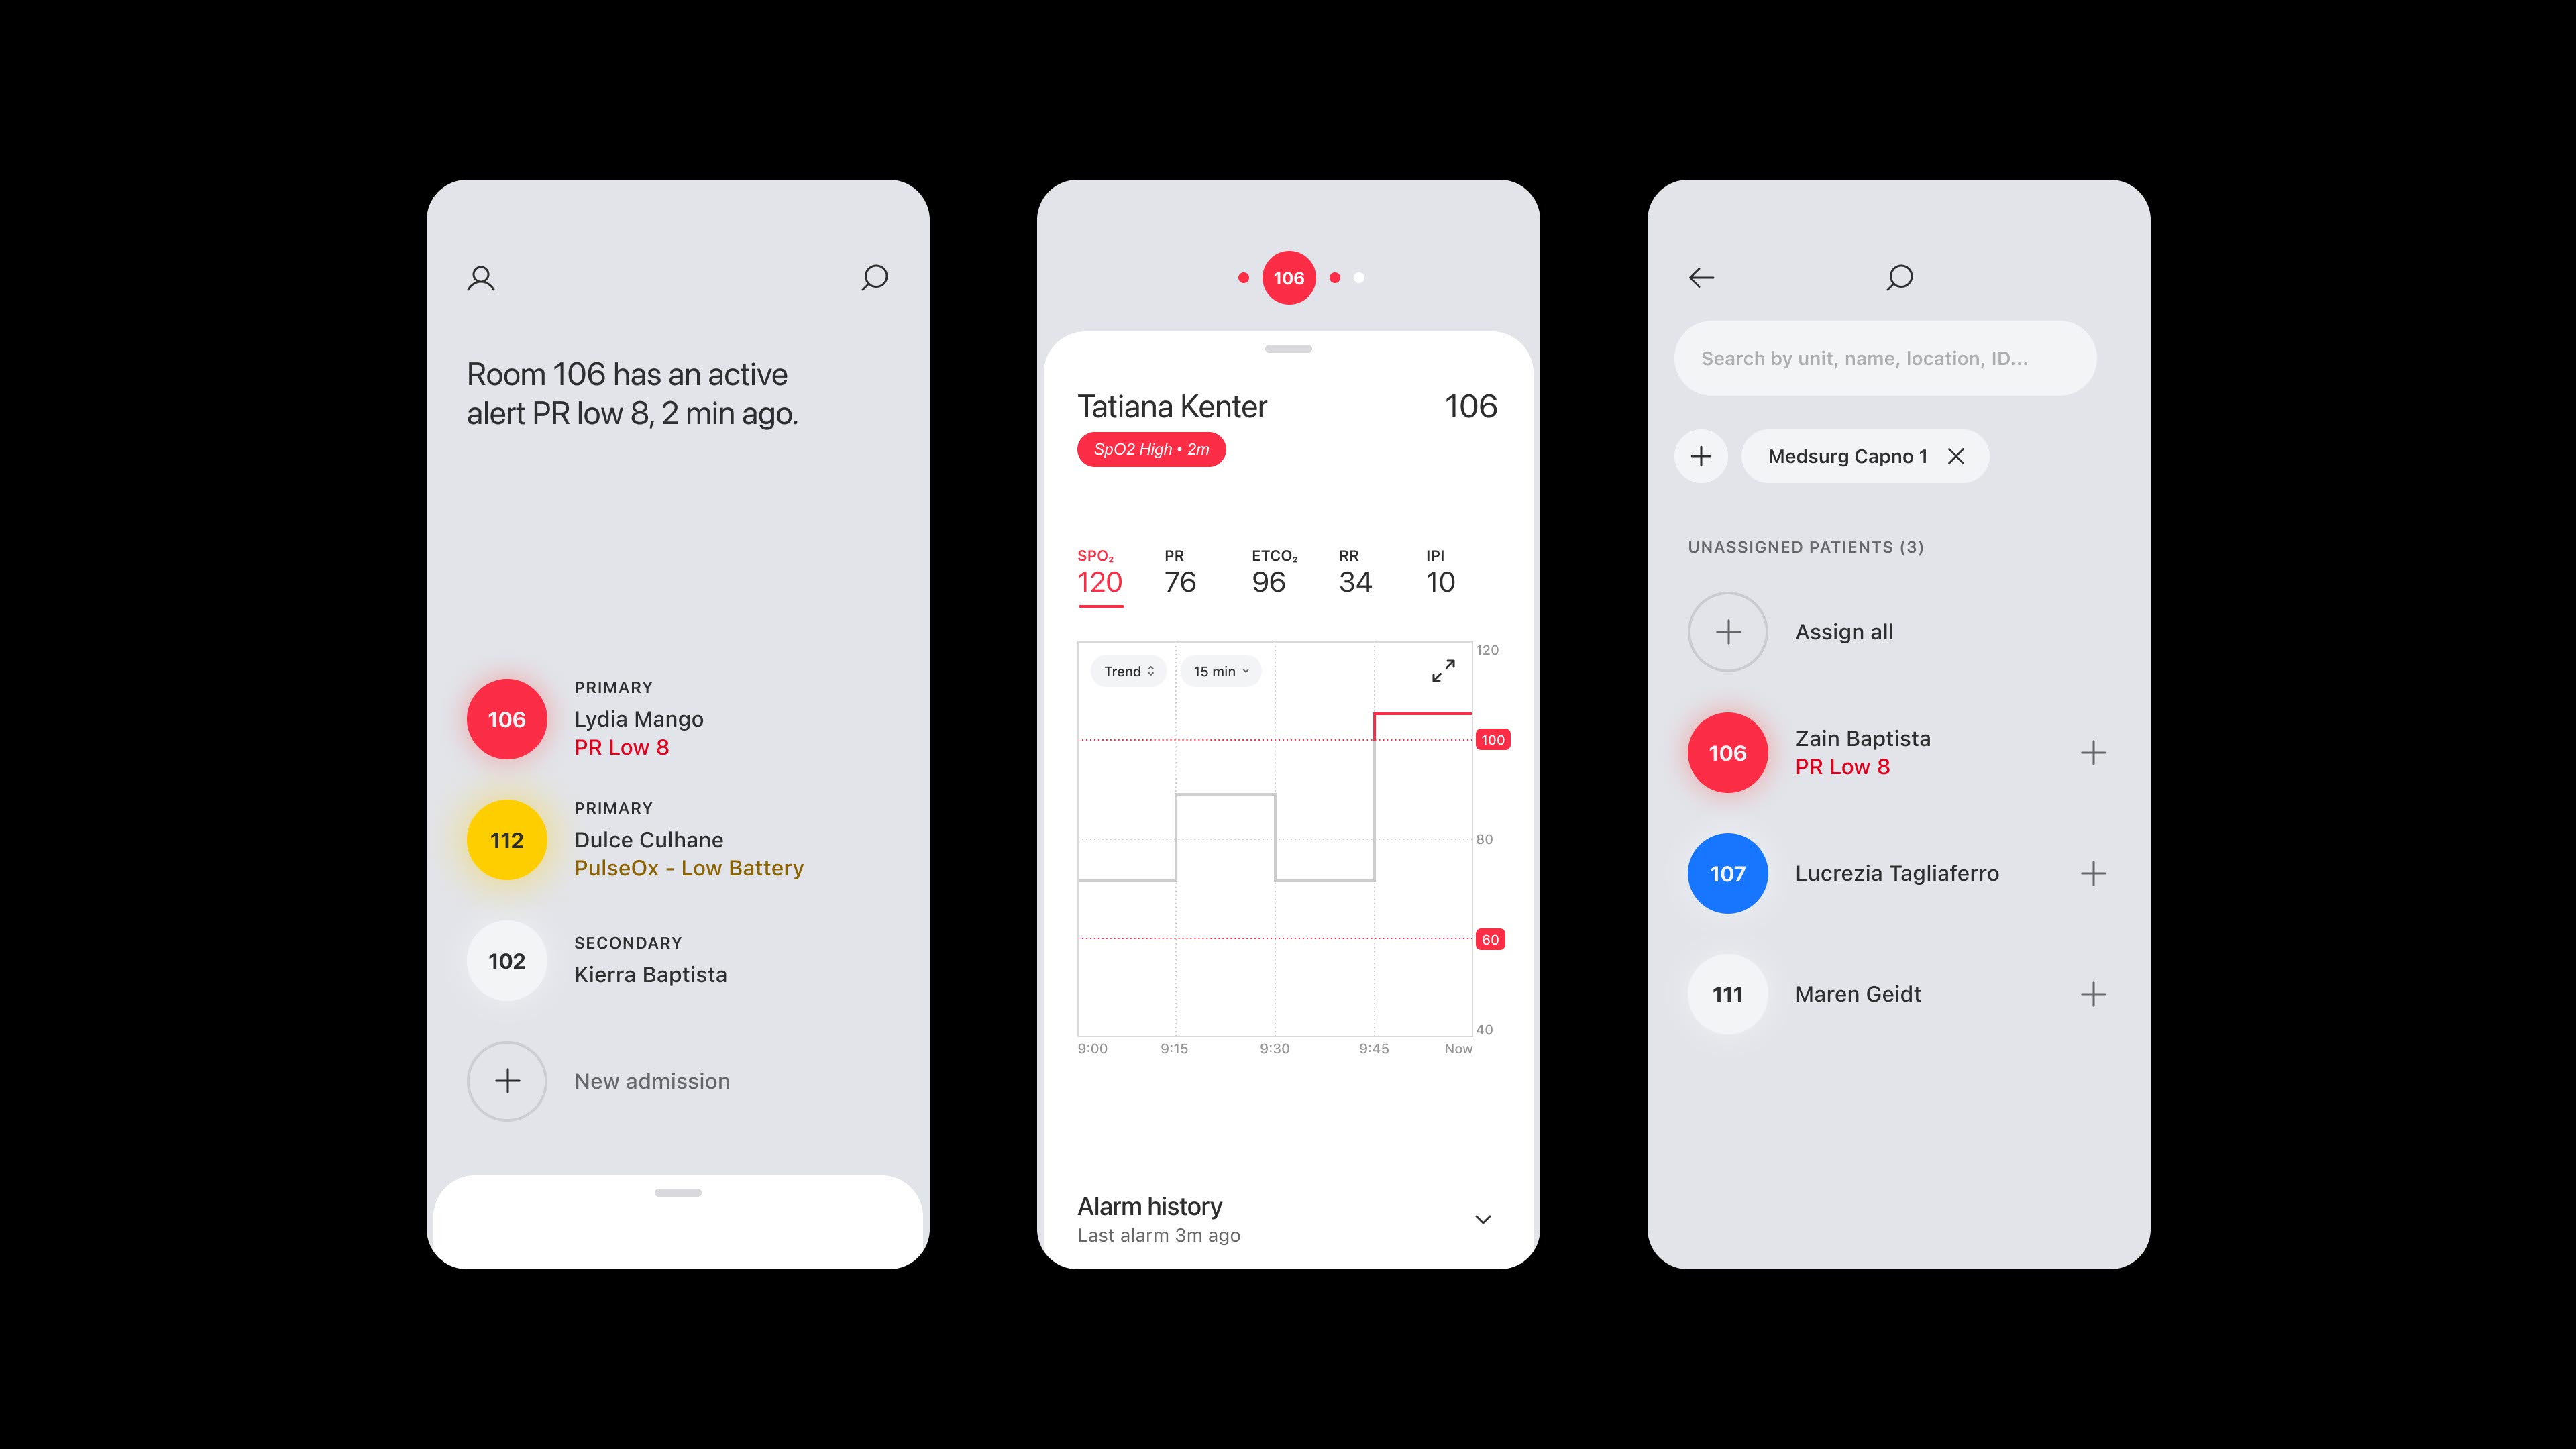 Room 106 has an active
alert PR low 8, 2 min ago.
106
PRIMARY
Lydia Mango
PR Low 8
112
PRIMARY
Dulce Culhane
PulseOx - Low Battery
102
SECONDARY
Kierra Baptista
New admission
106
Tatiana Kenter
106
SpO2 High • 2m
SPO₂ PR ETCO₂ RR IPI
120 76 96 34 10
Trend
15 min
120
100
80
60
40
9:00 9:15 9:30 9:45 Now
Alarm history
Last alarm 3m ago
Search by unit, name, location, ID...
Medsurg Capno 1
UNASSIGNED PATIENTS (3)
Assign all
106
Zain Baptista
PR Low 8
107
Lucrezia Tagliaferro
111
Maren Geidt